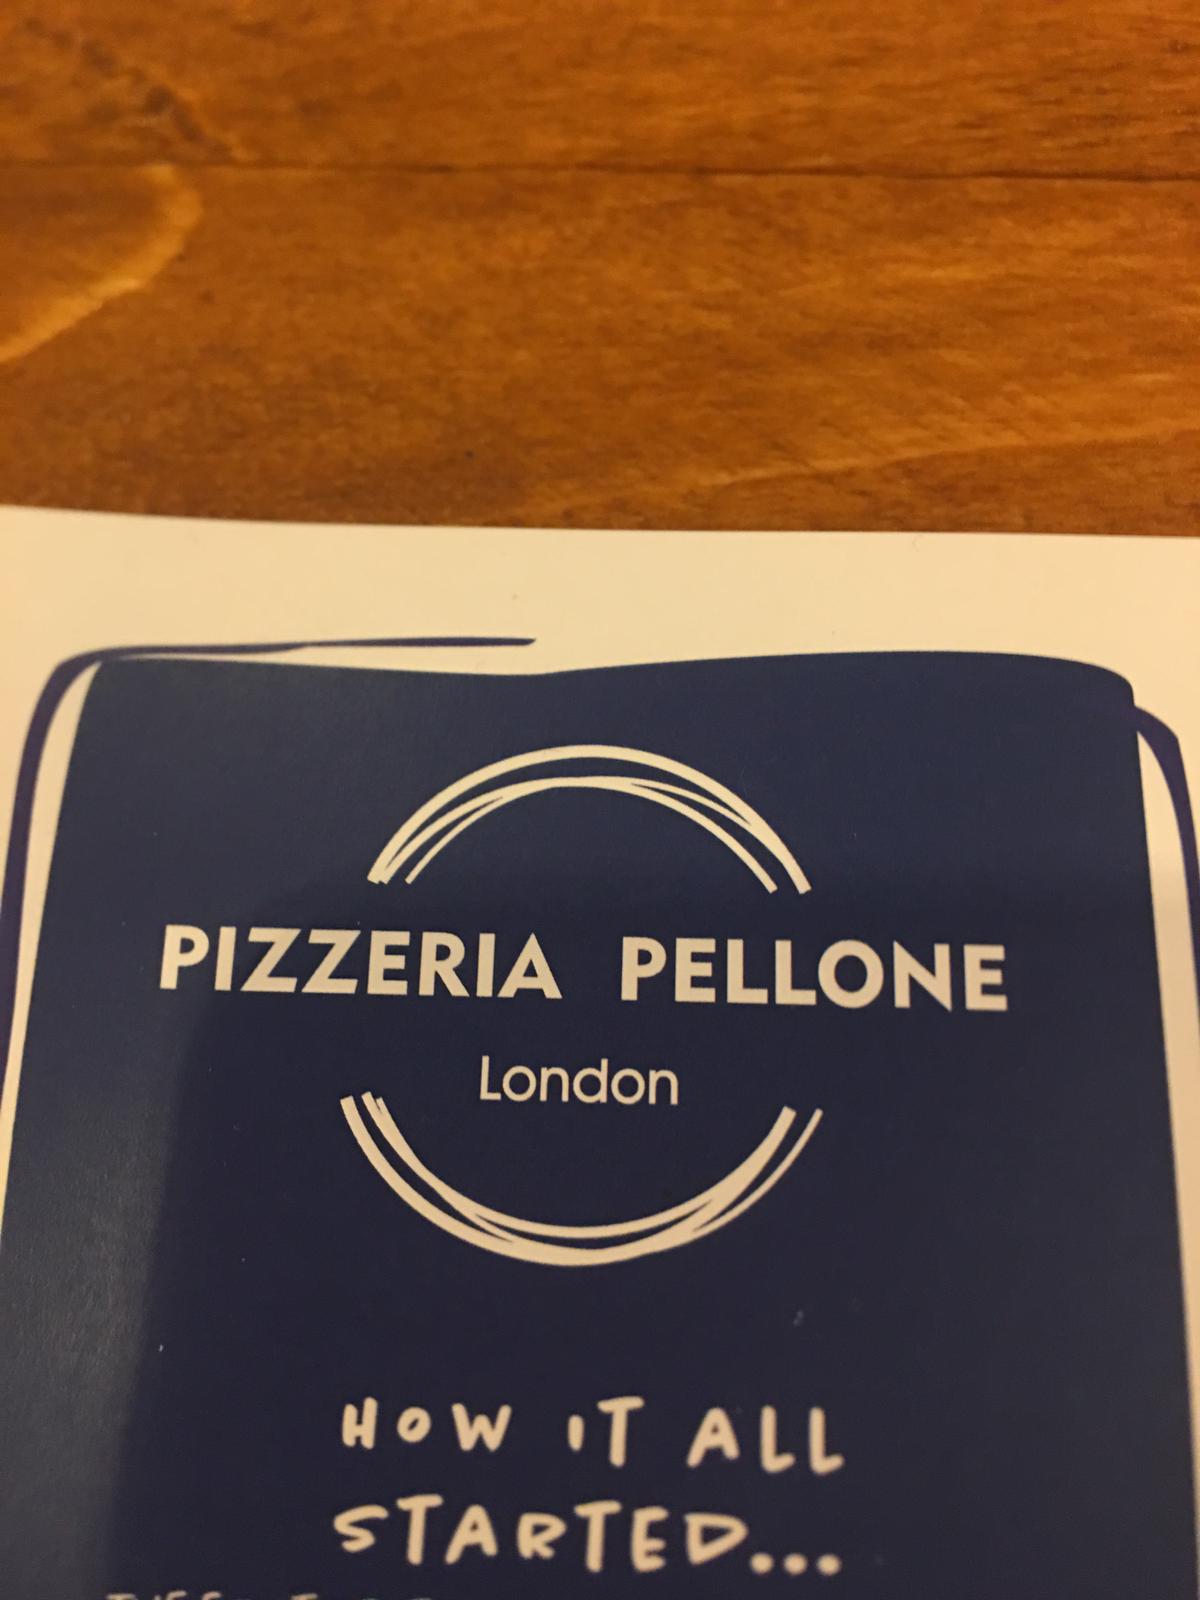 PIZZERIA PELLONE
London
HOW IT ALL
STARTED...